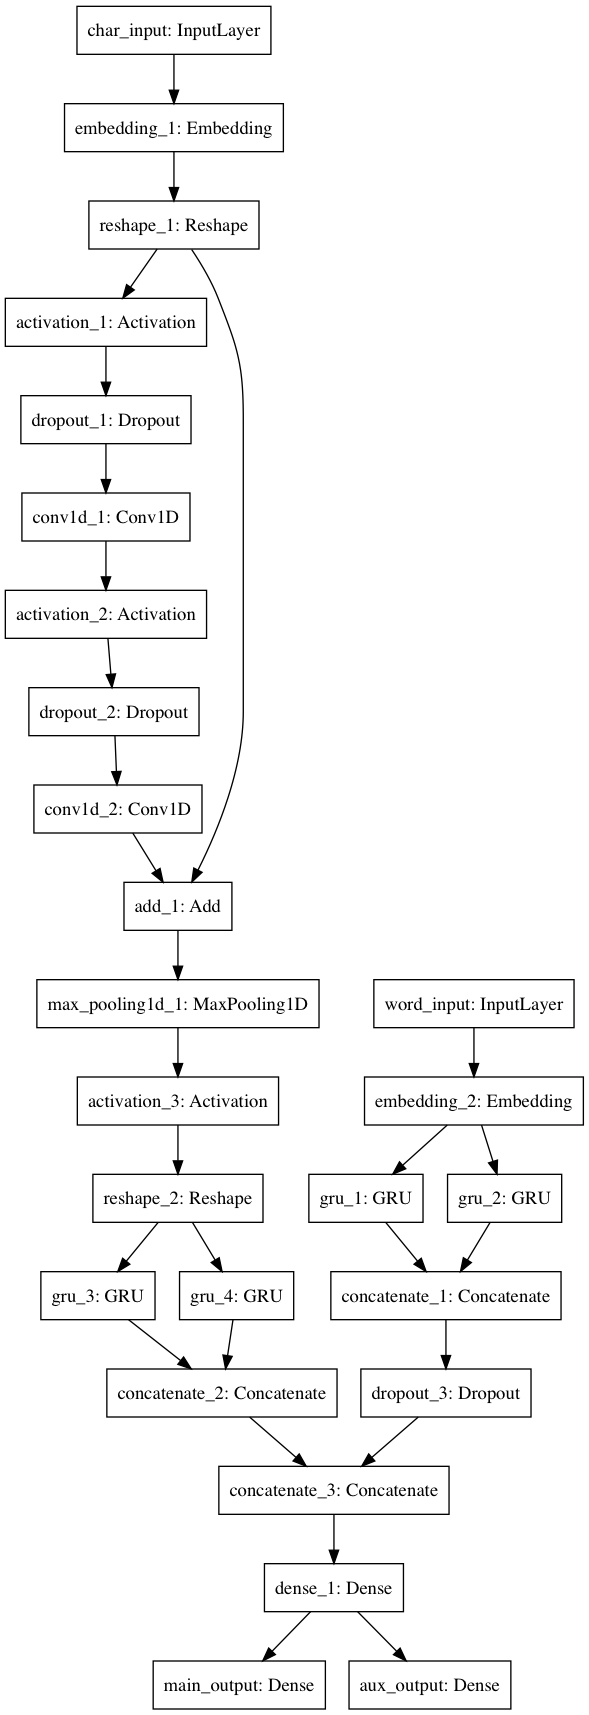 char_input: InputLayer
embedding_1: Embedding
reshape_1: Reshape
activation_1: Activation
dropout_1: Dropout
conv1d_1: Conv1D
activation_2: Activation
dropout_2: Dropout
conv1d_2: Conv1D
add_1: Add
max_pooling1d_1: MaxPooling1D
word_input: InputLayer
activation_3: Activation
embedding_2: Embedding
reshape_2: Reshape
gru_1: GRU
gru_2: GRU
gru_3: GRU
gru_4: GRU
concatenate_1: Concatenate
concatenate_2: Concatenate
dropout_3: Dropout
concatenate_3: Concatenate
dense_1: Dense
main_output: Dense
aux_output: Dense